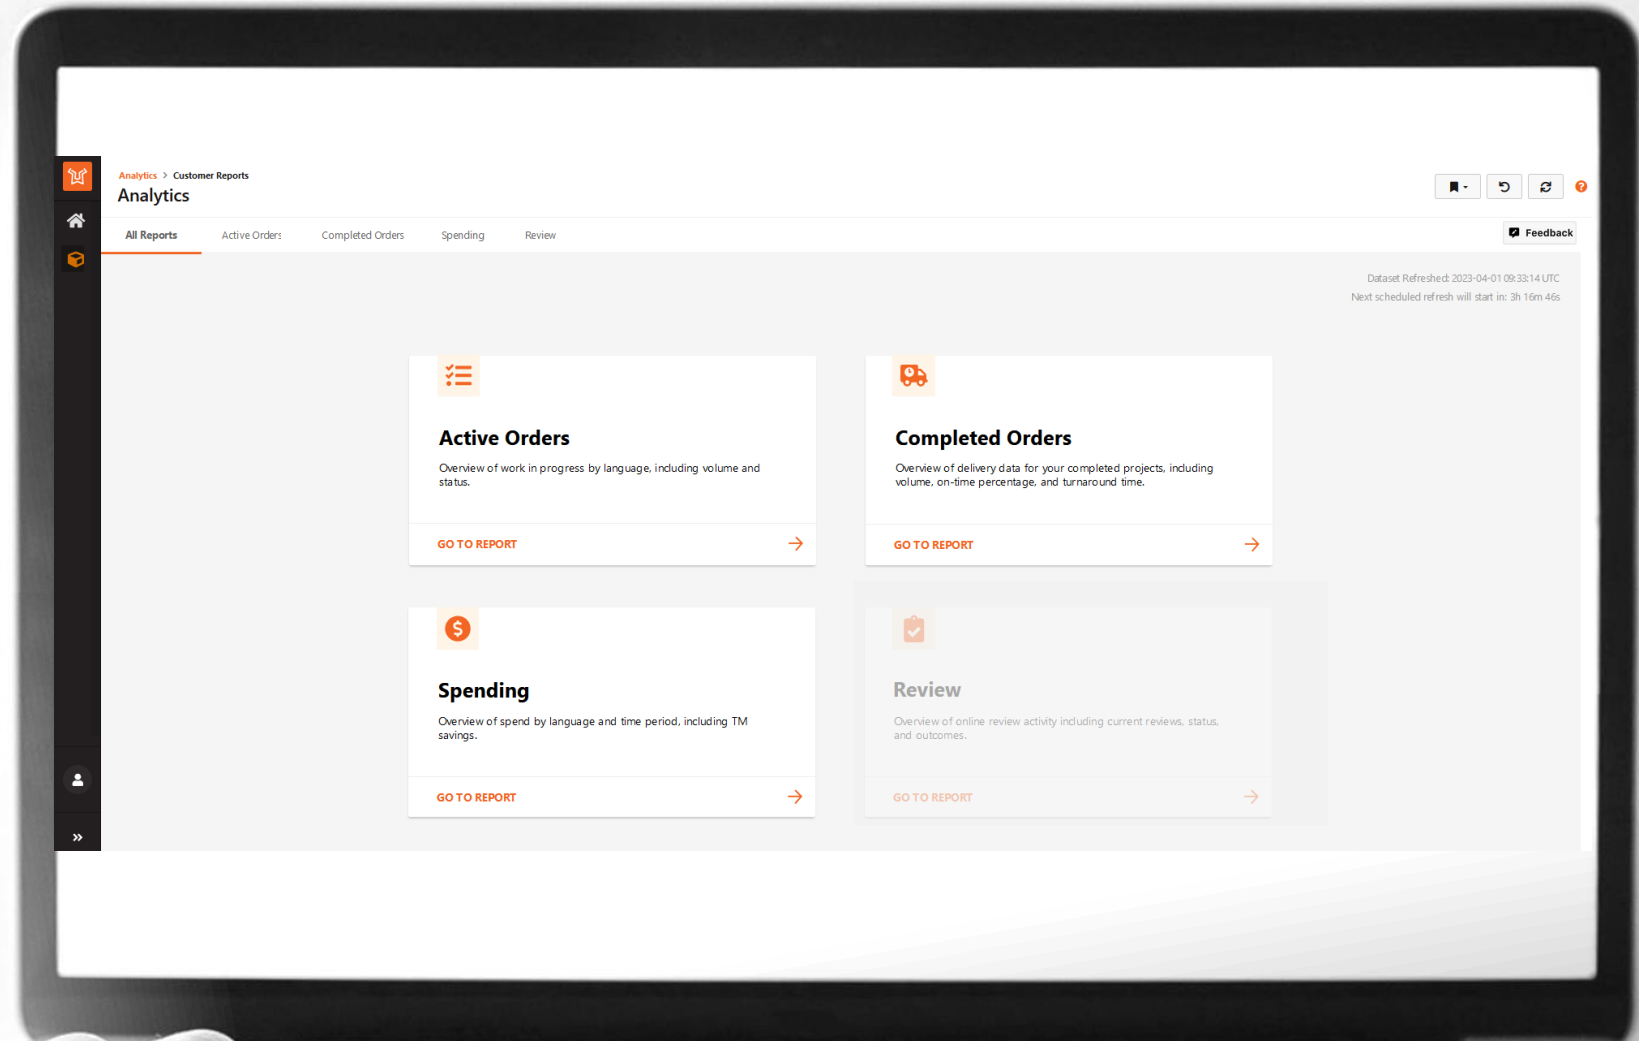 Analytics > Customer Reports
Analytics
All Reports
Active Orders
Completed Orders
Spending
Review
Feedback
Dataset Refreshed: 2023-04-01 09:33:14 UTC
Next scheduled refresh will start in: 3h 16m 46s
Active Orders
Overview of work in progress by language, including volume and
status.
GO TO REPORT
Completed Orders
Overview of delivery data for your completed projects, including
volume, on-time percentage, and turnaround time.
GO TO REPORT
Spending
Overview of spend by language and time period, including TM
savings.
GO TO REPORT
Review
Overview of online review activity including current reviews, status,
and outcomes.
GO TO REPORT